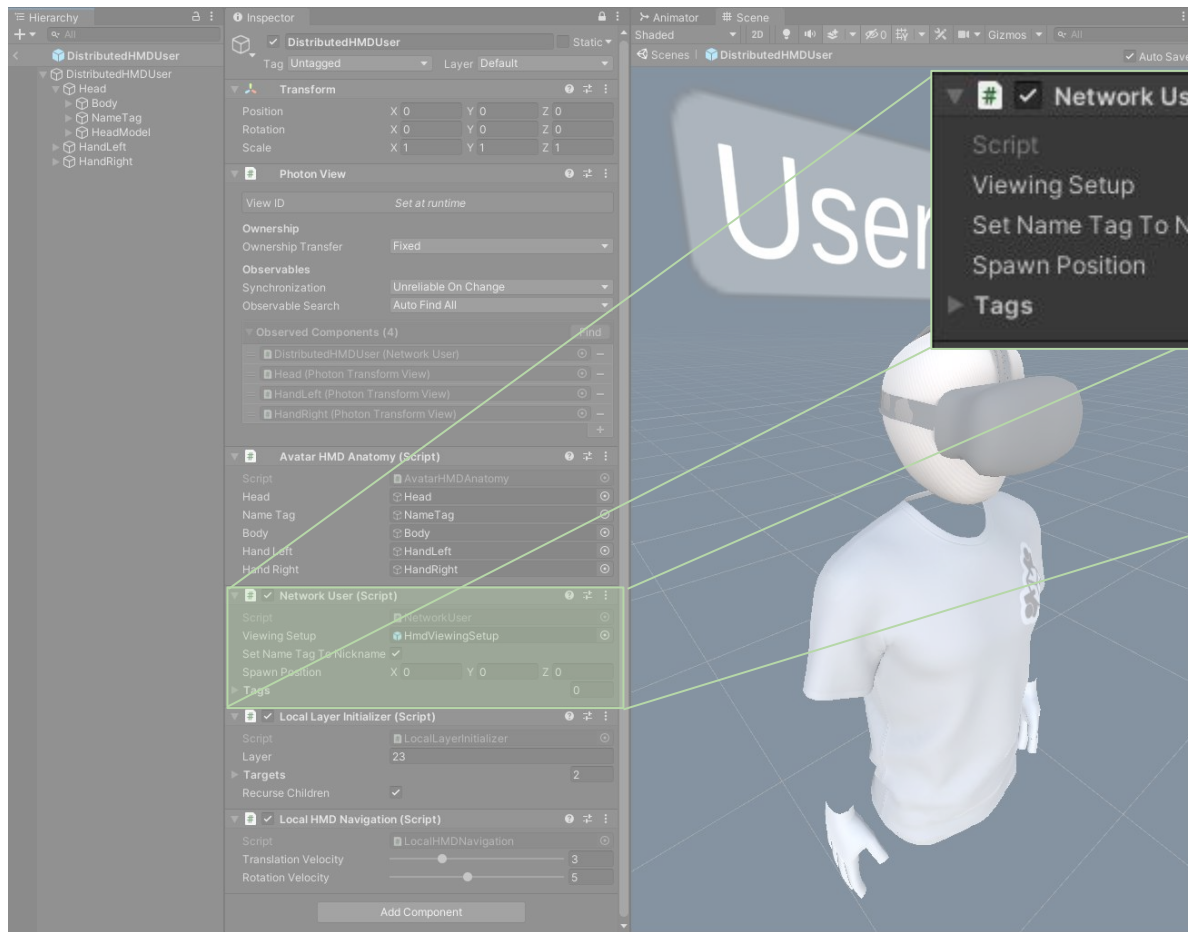 Hierarchy
All
DistributedHMDUser
DistributedHMDUser
Head
Body
NameTag
HeadModel
HandLeft
HandRight
Inspector
DistributedHMDUser Static
Tag Untagged Layer Default
Transform
Position X 0 Y 0 Z 0
Rotation X 0 Y 0 Z 0
Scale X 1 Y 1 Z 1
Photon View
View ID Set at runtime
Ownership
Ownership Transfer Fixed
Observables
Synchronization Unreliable On Change
Observable Search Auto Find All
Observed Components (4) Find
DistributedHMDUser (Network User)
Head (Photon Transform View)
HandLeft (Photon Transform View)
HandRight (Photon Transform View)
Avatar HMD Anatomy (Script)
Script AvatarHMDAnatomy
Head Head
Name Tag NameTag
Body Body
Hand Left HandLeft
Hand Right HandRight
Network User (Script)
Script NetworkUser
Viewing Setup HmdViewingSetup
Set Name Tag To Nickname
Spawn Position X 0 Y 0 Z 0
Tags 0
Local Layer Initializer (Script)
Script LocalLayerInitializer
Layer 23
Targets 2
Recurse Children
Local HMD Navigation (Script)
Script LocalHMDNavigation
Translation Velocity 3
Rotation Velocity 5
Add Component
Animator Scene
Shaded 2D 0 Gizmos All
Scenes DistributedHMDUser Auto Save
User
# Network Us
Script
Viewing Setup
Set Name Tag To N
Spawn Position
Tags